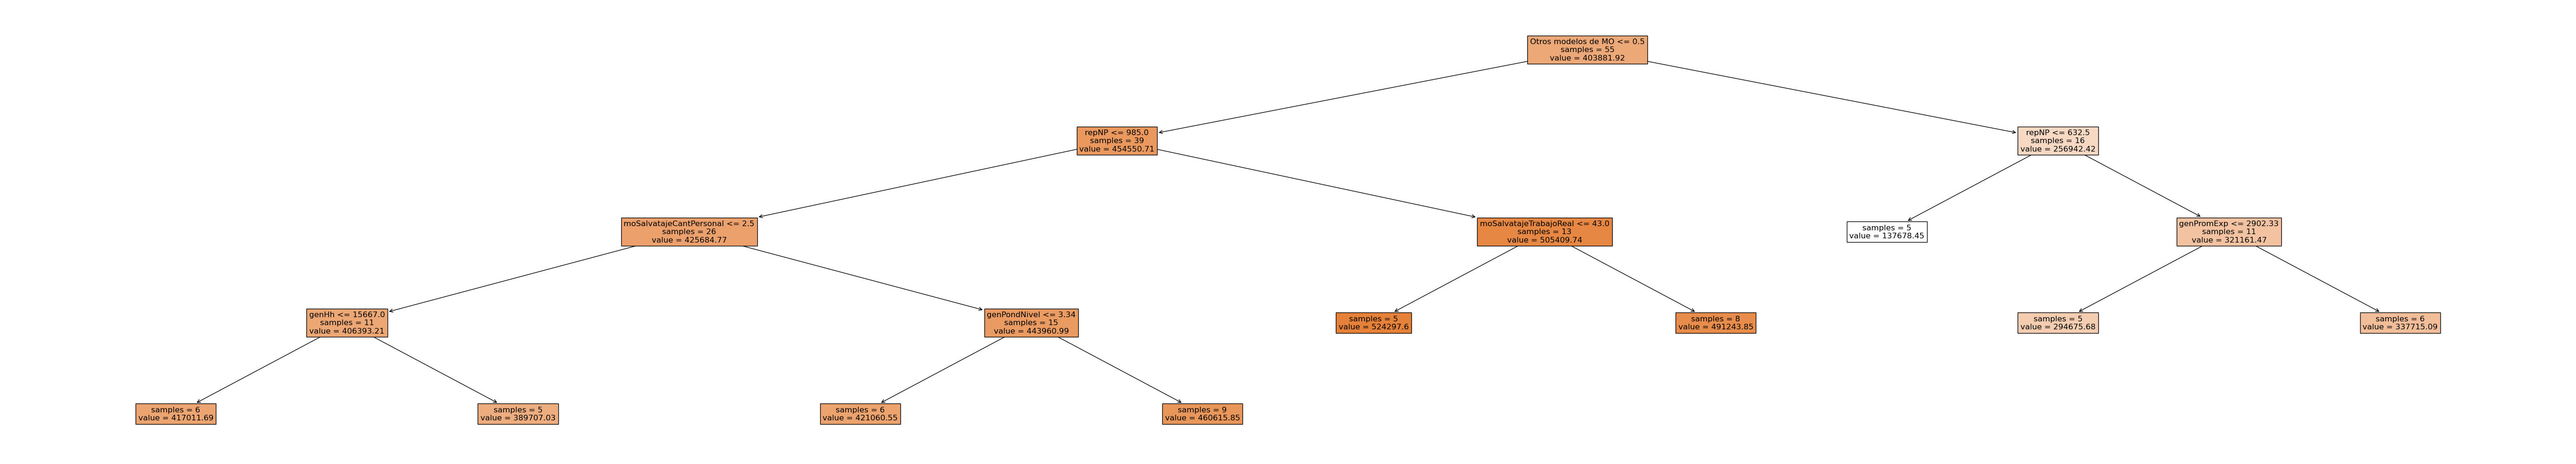 Otros modelos de MO <= 0.5
samples = 55
value = 403881.92
repNP <= 985.0
samples = 39
value = 454550.71
repNP <= 632.5
samples = 16
value = 256942.42
moSalvatajeCantPersonal <= 2.5
samples = 26
value = 425684.77
moSalvatajeTrabajoReal <= 43.0
samples = 13
value = 505409.74
samples = 5
value = 137678.45
genPromExp <= 2902.33
samples = 11
value = 321161.47
genHh <= 15667.0
samples = 11
value = 406393.21
genPondNivel <= 3.34
samples = 15
value = 443960.99
samples = 5
value = 524297.6
samples = 8
value = 491243.85
samples = 5
value = 294675.68
samples = 6
value = 337715.09
samples = 6
value = 417011.69
samples = 5
value = 389707.03
samples = 6
value = 421060.55
samples = 9
value = 460615.85